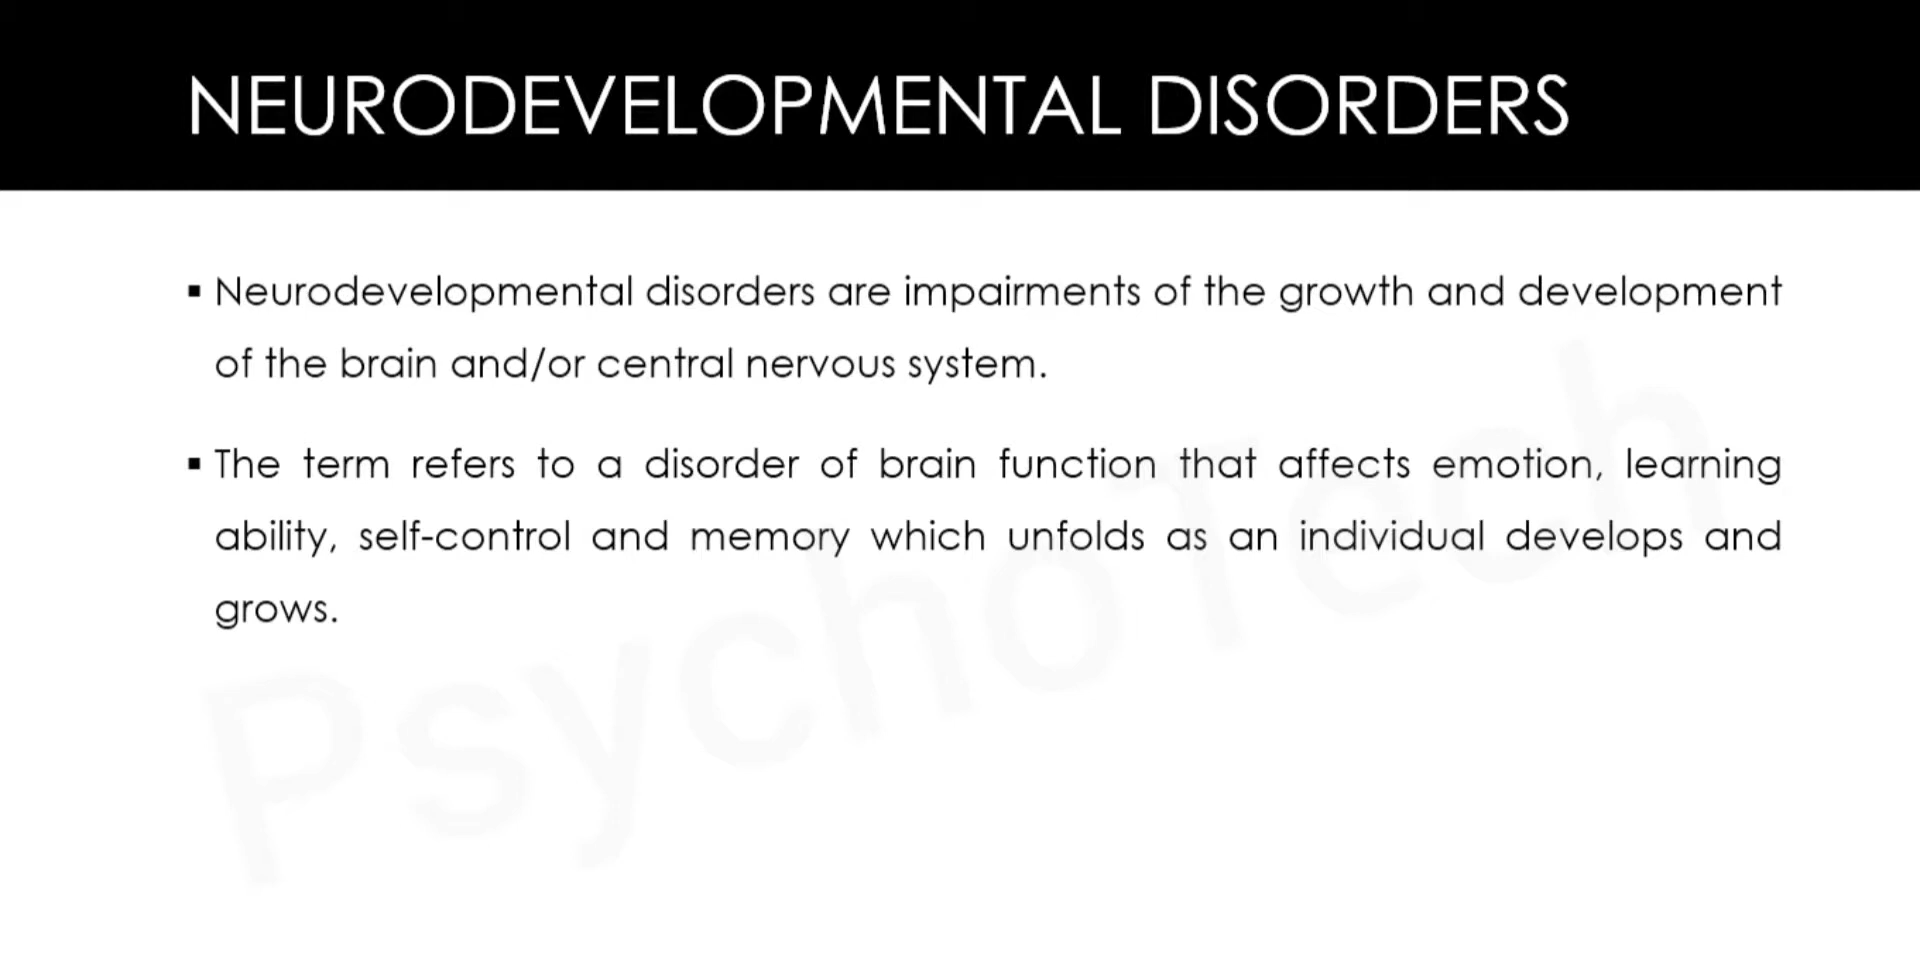 NEURODEVELOPMENTAL DISORDERS
▪ Neurodevelopmental disorders are impairments of the growth and development
of the brain and/or central nervous system.
▪ The term refers to a disorder of brain function that affects emotion, learning
ability, self-control and memory which unfolds as an individual develops and
grows.
PsychoTech